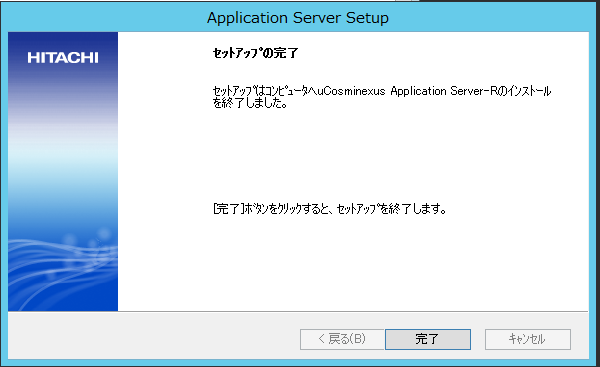 Application Server Setup
HITACHI
ｾｯﾄｱｯﾌﾟの完了
ｾｯﾄｱｯﾌﾟはｺﾝﾋﾟｭｰﾀへuCosminexus Application Server-Rのｲﾝｽﾄｰﾙ
を終了しました。
[完了]ﾎﾞﾀﾝをｸﾘｯｸすると、ｾｯﾄｱｯﾌﾟを終了します。
< 戻る(B) 完了 ｷｬﾝｾﾙ